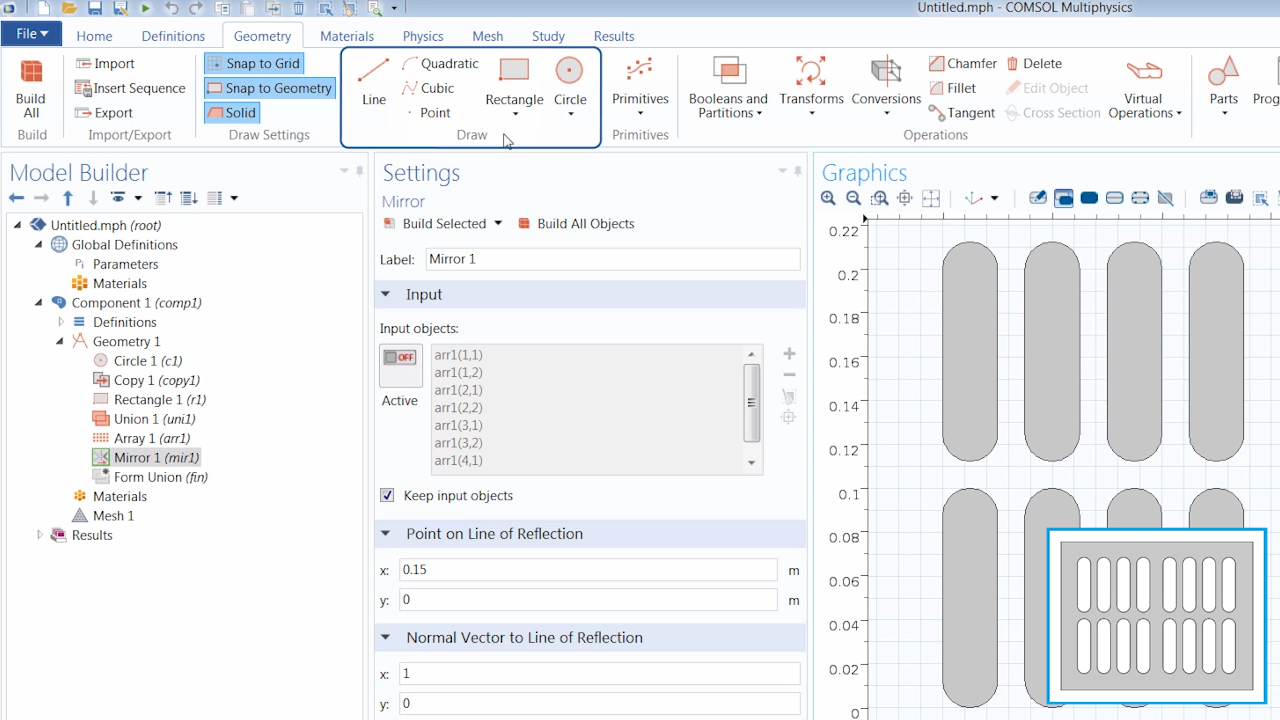 Untitled.mph - COMSOL Multiphysics
File Home Definitions Geometry Materials Physics Mesh Study Results
Build All
Build
Import
Insert Sequence
Export
Import/Export
Snap to Grid
Snap to Geometry
Solid
Draw Settings
Line
Quadratic
Cubic
Point
Rectangle
Circle
Draw
Primitives
Primitives
Booleans and Partitions
Transforms
Conversions
Chamfer
Fillet
Tangent
Delete
Edit Object
Cross Section
Virtual Operations
Operations
Parts
Model Builder
Untitled.mph (root)
Global Definitions
Pi Parameters
Materials
Component 1 (comp1)
Definitions
Geometry 1
Circle 1 (c1)
Copy 1 (copy1)
Rectangle 1 (r1)
Union 1 (uni1)
Array 1 (arr1)
Mirror 1 (mir1)
Form Union (fin)
Materials
Mesh 1
Results
Settings
Mirror
Build Selected
Build All Objects
Label: Mirror 1
Input
Input objects:
OFF
Active
arr1(1,1)
arr1(1,2)
arr1(2,1)
arr1(2,2)
arr1(3,1)
arr1(3,2)
arr1(4,1)
Keep input objects
Point on Line of Reflection
x: 0.15 m
y: 0 m
Normal Vector to Line of Reflection
x: 1
y: 0
Graphics
0.22
0.2
0.18
0.16
0.14
0.12
0.1
0.08
0.06
0.04
0.02
0